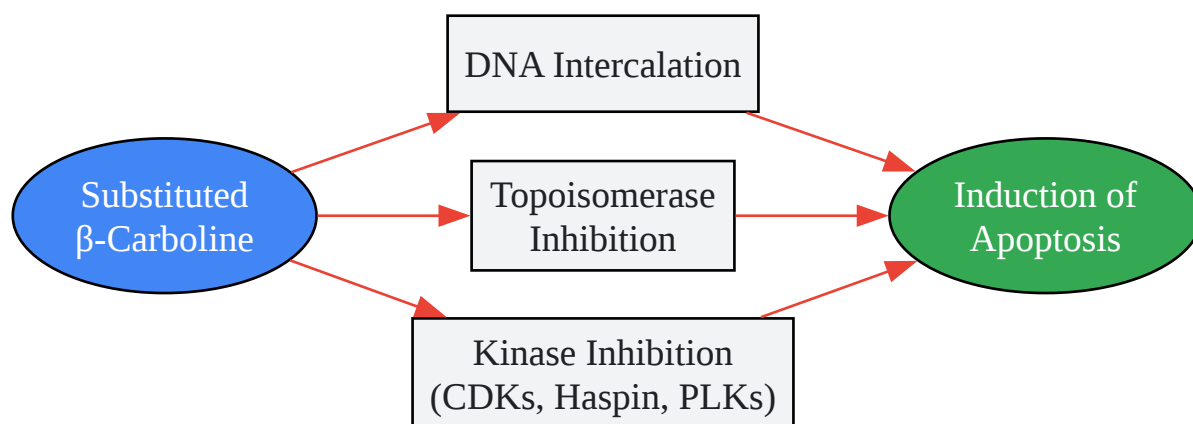 DNA Intercalation
Substituted
β-Carboline
Topoisomerase
Inhibition
Induction of
Apoptosis
Kinase Inhibition
(CDKs, Haspin, PLKs)